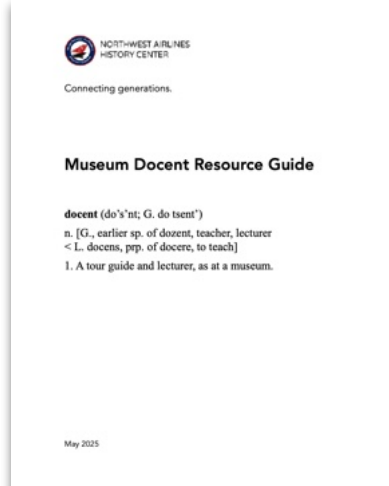 NORTHWEST AIRLINES
HISTORY CENTER
Connecting generations.
Museum Docent Resource Guide
docent (do’s’nt; G. do tsent’)
n. [G., earlier sp. of dozent, teacher, lecturer
< L. docens, prp. of docere, to teach]
1. A tour guide and lecturer, as at a museum.
May 2025